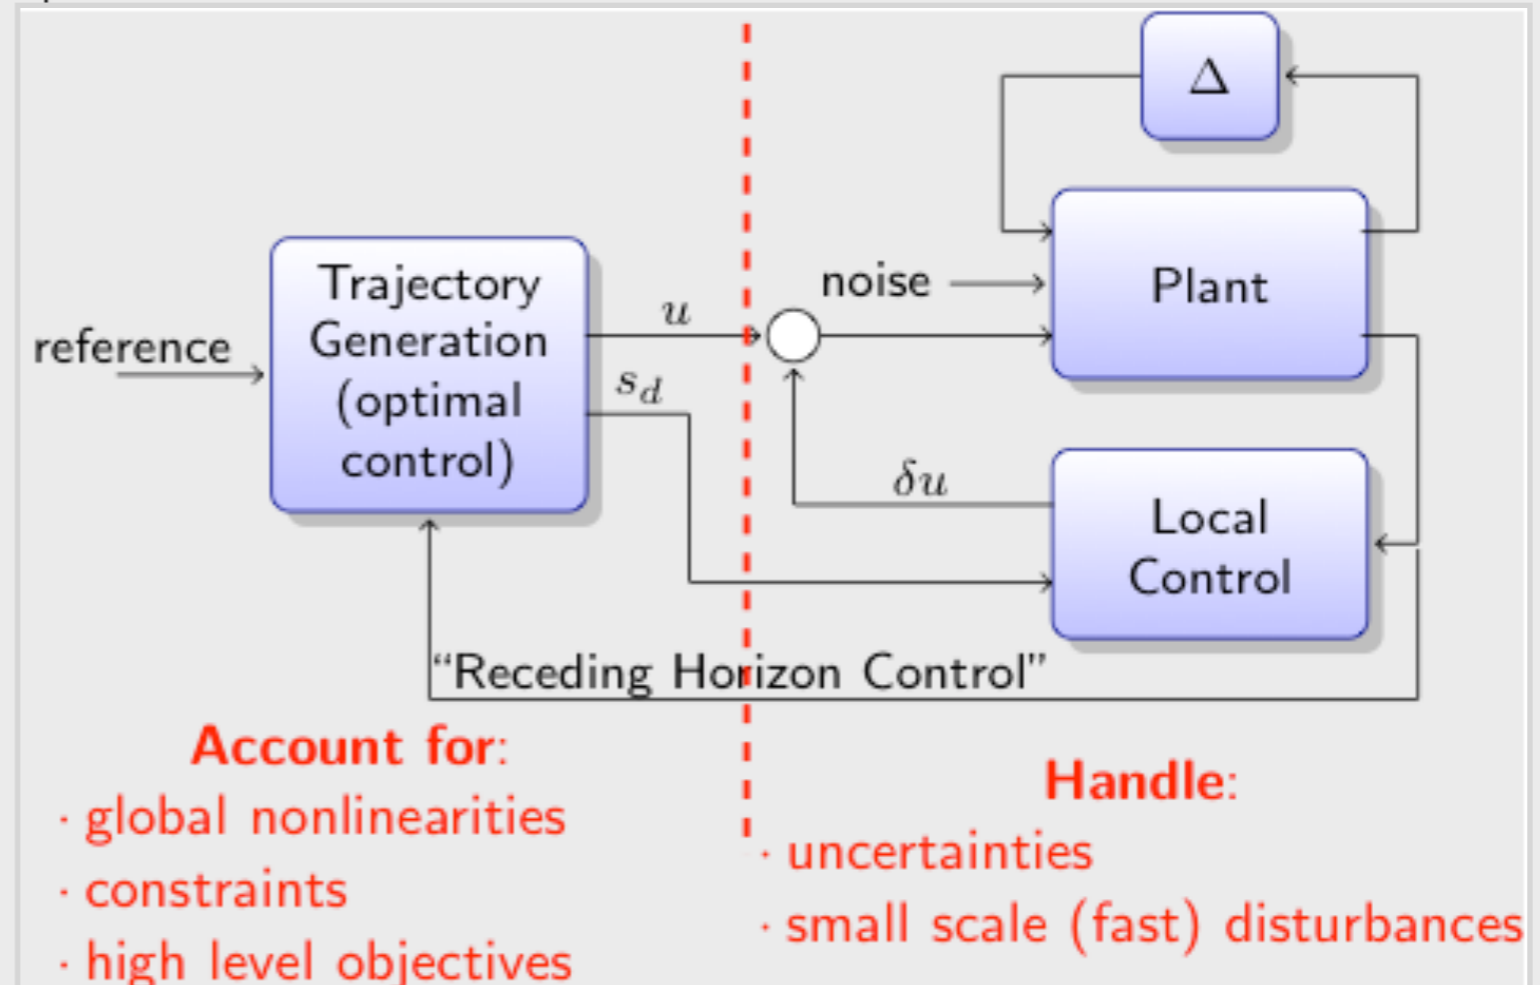 Δ
Plant
noise
Trajectory
Generation
(optimal
control)
reference
u
s_d
δu
Local
Control
“Receding Horizon Control”
Account for:
· global nonlinearities
· constraints
· high level objectives
Handle:
· uncertainties
· small scale (fast) disturbances